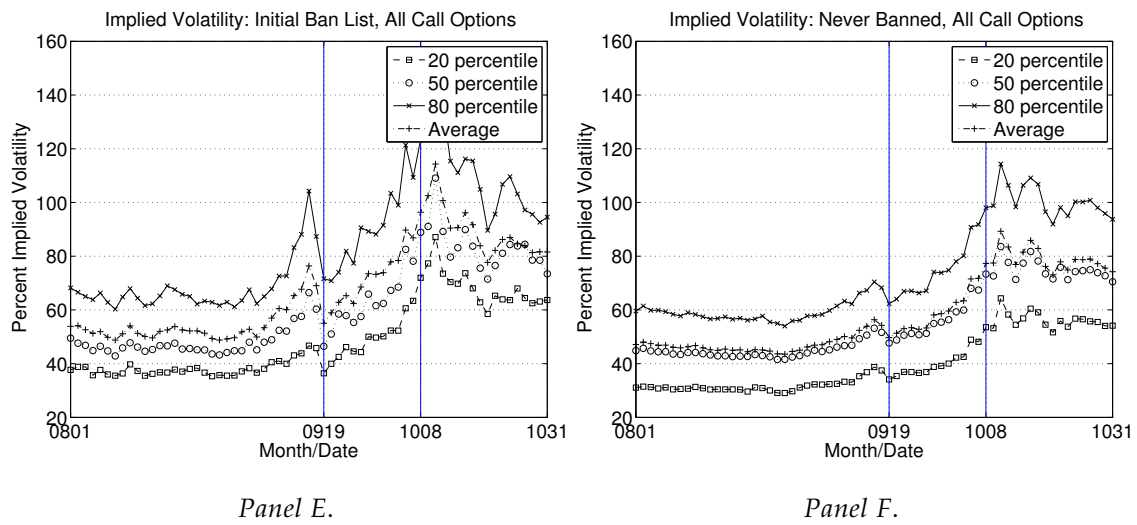 Implied Volatility: Initial Ban List, All Call Options
160
140
120
100
80
60
40
20
Percent Implied Volatility
20 percentile
50 percentile
80 percentile
Average
0801
0919
1008
1031
Month/Date
Panel E.
Implied Volatility: Never Banned, All Call Options
160
140
120
100
80
60
40
20
Percent Implied Volatility
20 percentile
50 percentile
80 percentile
Average
0801
0919
1008
1031
Month/Date
Panel F.